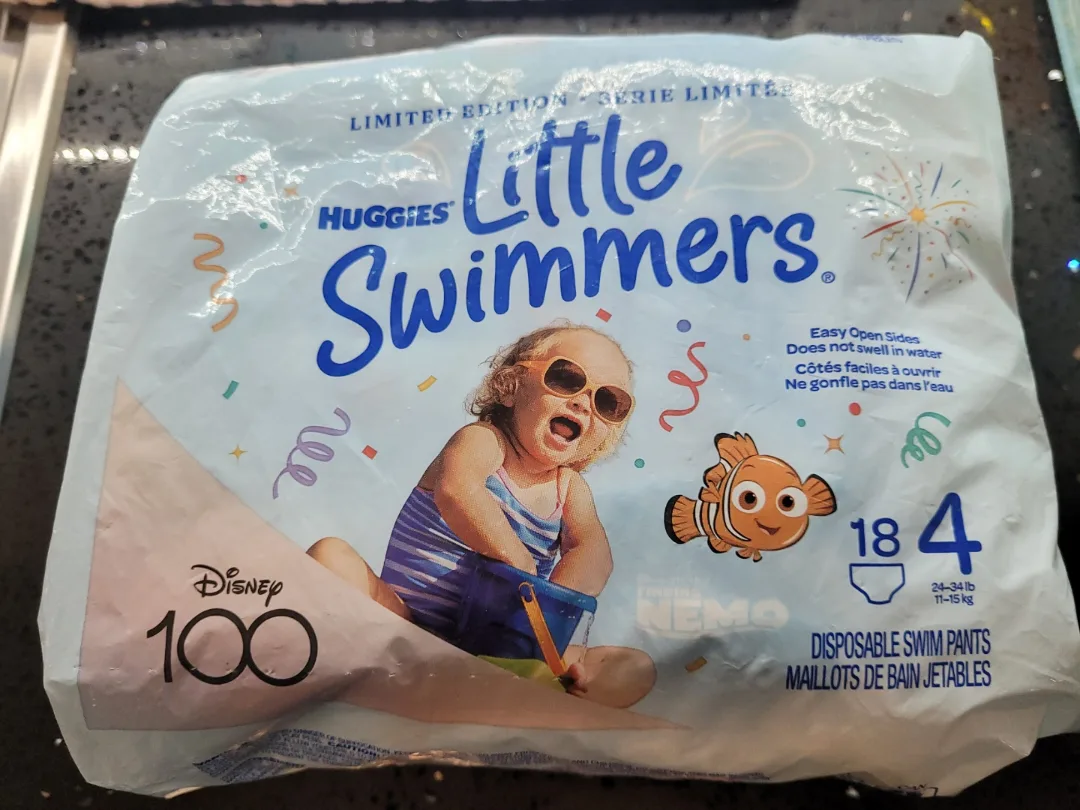 LIMITED EDITION • SÉRIE LIMITÉE
HUGGIES Little
Swimmers®
Easy Open Sides
Does not swell in water
Côtés faciles à ouvrir
Ne gonfle pas dans l'eau
18 4
24–34 lb
11–15 kg
Disney
100
FINDING
NEMO
DISPOSABLE SWIM PANTS
MAILLOTS DE BAIN JETABLES
CAUTION: